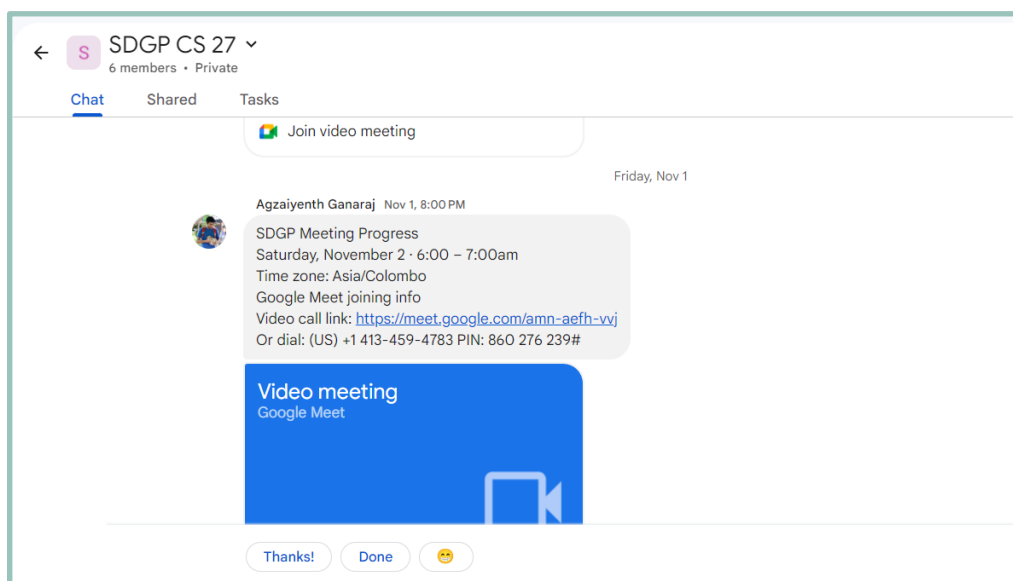 S
SDGP CS 27
6 members • Private
Chat Shared Tasks
Join video meeting
Friday, Nov 1
Agzaiyenth Ganaraj Nov 1, 8:00 PM
SDGP Meeting Progress
Saturday, November 2 · 6:00 – 7:00am
Time zone: Asia/Colombo
Google Meet joining info
Video call link: https://meet.google.com/amn-aefh-vvj
Or dial: (US) +1 413-459-4783 PIN: 860 276 239#
Video meeting
Google Meet
Thanks! Done 😁